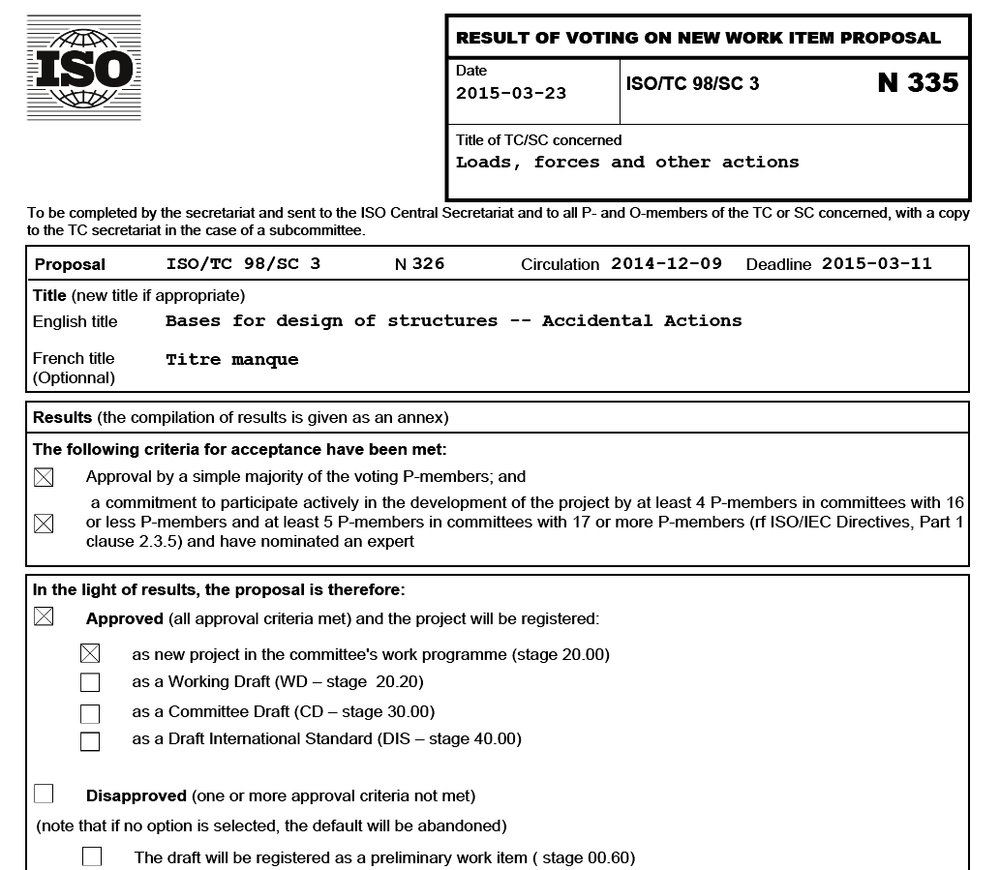 ISO
RESULT OF VOTING ON NEW WORK ITEM PROPOSAL
Date
2015-03-23
ISO/TC 98/SC 3
N 335
Title of TC/SC concerned
Loads, forces and other actions
To be completed by the secretariat and sent to the ISO Central Secretariat and to all P- and O-members of the TC or SC concerned, with a copy
to the TC secretariat in the case of a subcommittee.
Proposal ISO/TC 98/SC 3 N 326 Circulation 2014-12-09 Deadline 2015-03-11
Title (new title if appropriate)
English title Bases for design of structures -- Accidental Actions
French title Titre manque
(Optionnal)
Results (the compilation of results is given as an annex)
The following criteria for acceptance have been met:
Approval by a simple majority of the voting P-members; and
a commitment to participate actively in the development of the project by at least 4 P-members in committees with 16
or less P-members and at least 5 P-members in committees with 17 or more P-members (rf ISO/IEC Directives, Part 1
clause 2.3.5) and have nominated an expert
In the light of results, the proposal is therefore:
Approved (all approval criteria met) and the project will be registered:
as new project in the committee's work programme (stage 20.00)
as a Working Draft (WD – stage 20.20)
as a Committee Draft (CD – stage 30.00)
as a Draft International Standard (DIS – stage 40.00)
Disapproved (one or more approval criteria not met)
(note that if no option is selected, the default will be abandoned)
The draft will be registered as a preliminary work item ( stage 00.60)